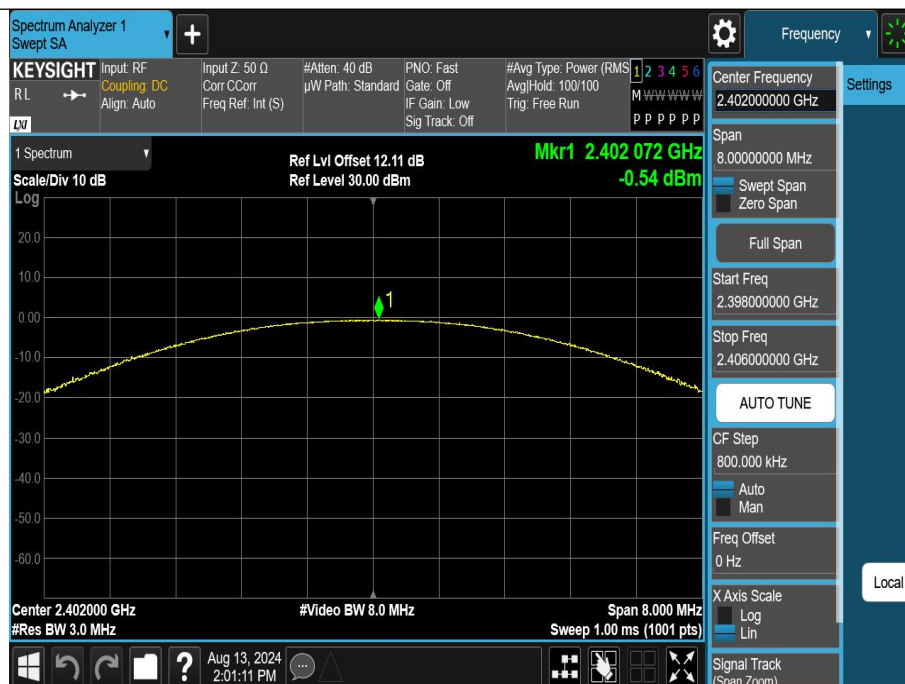 Spectrum Analyzer 1
Swept SA
Frequency
KEYSIGHT
RL
LXI
Input: RF
Coupling: DC
Align: Auto
Input Z: 50 Ω
Corr CCorr
Freq Ref: Int (S)
#Atten: 40 dB
µW Path: Standard
PNO: Fast
Gate: Off
IF Gain: Low
Sig Track: Off
#Avg Type: Power (RMS
Avg|Hold: 100/100
Trig: Free Run
1 2 3 4 5 6
M W W W W W
P P P P P P
Center Frequency
2.402000000 GHz
Settings
Span
8.00000000 MHz
Swept Span
Zero Span
Full Span
Start Freq
2.398000000 GHz
Stop Freq
2.406000000 GHz
AUTO TUNE
CF Step
800.000 kHz
Auto
Man
Freq Offset
0 Hz
X Axis Scale
Log
Lin
Local
Signal Track
(Span Zoom)
1 Spectrum
Scale/Div 10 dB
Log
Ref Lvl Offset 12.11 dB
Ref Level 30.00 dBm
Mkr1 2.402 072 GHz
-0.54 dBm
20.0
10.0
1
0.00
-10.0
-20.0
-30.0
-40.0
-50.0
-60.0
Center 2.402000 GHz
#Res BW 3.0 MHz
#Video BW 8.0 MHz
Span 8.000 MHz
Sweep 1.00 ms (1001 pts)
?
Aug 13, 2024
2:01:11 PM